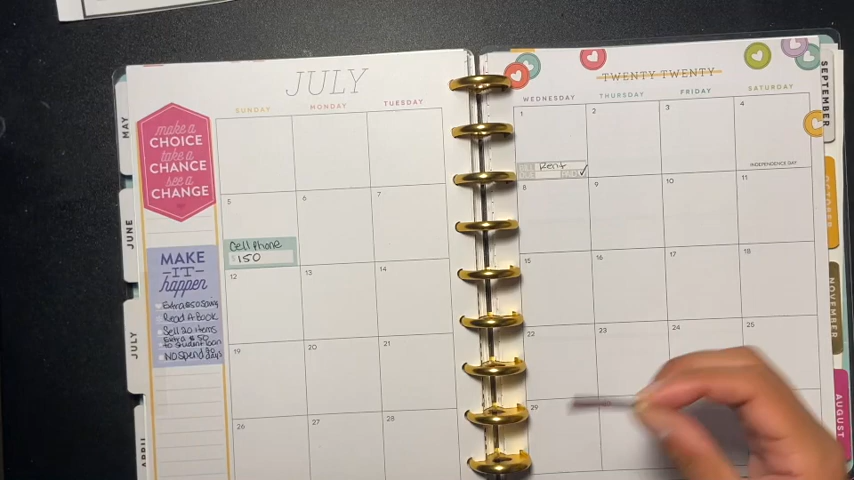 JULY
TWENTY TWENTY
SUNDAY
MONDAY
TUESDAY
WEDNESDAY
THURSDAY
FRIDAY
SATURDAY
make a
CHOICE
take a
CHANCE
see a
CHANGE
MAKE
IT
happen
Read A Book
Sell 20 items
Extra $50
to student loan
No Spend days
1
2
3
4
Rent
INDEPENDENCE DAY
5
6
7
8
9
10
11
Cell Phone
$150
12
13
14
15
16
17
18
19
20
21
22
23
24
25
26
27
28
29
MAY
JUNE
JULY
APRIL
SEPTEMBER
OCTOBER
NOVEMBER
AUGUST